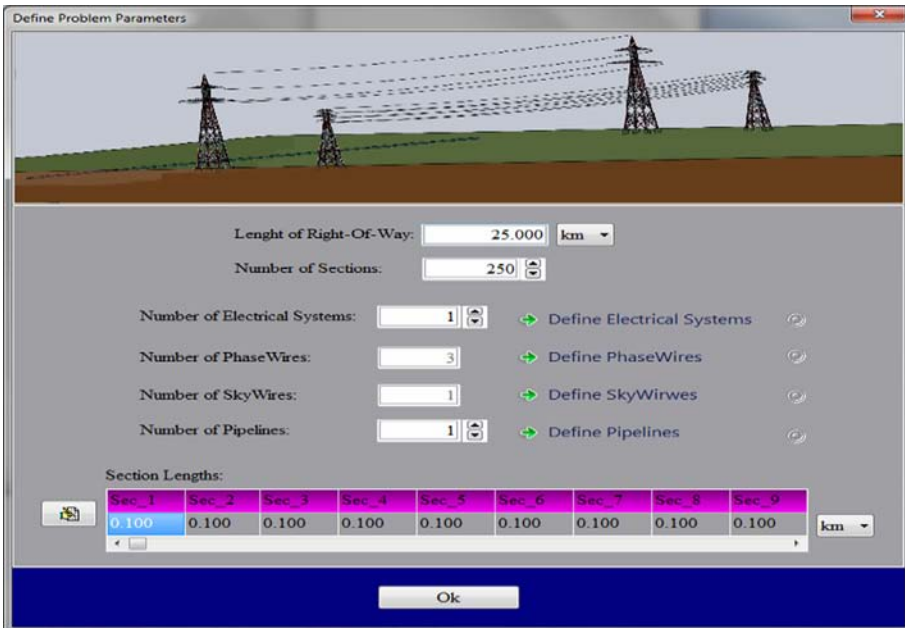 Define Problem Parameters
Lenght of Right-Of-Way: 25.000 km
Number of Sections: 250
Number of Electrical Systems: 1 Define Electrical Systems
Number of PhaseWires: 3 Define PhaseWires
Number of SkyWires: 1 Define SkyWirwes
Number of Pipelines: 1 Define Pipelines
Section Lengths:
Sec_1 Sec_2 Sec_3 Sec_4 Sec_5 Sec_6 Sec_7 Sec_8 Sec_9
0.100 0.100 0.100 0.100 0.100 0.100 0.100 0.100 0.100 km
Ok